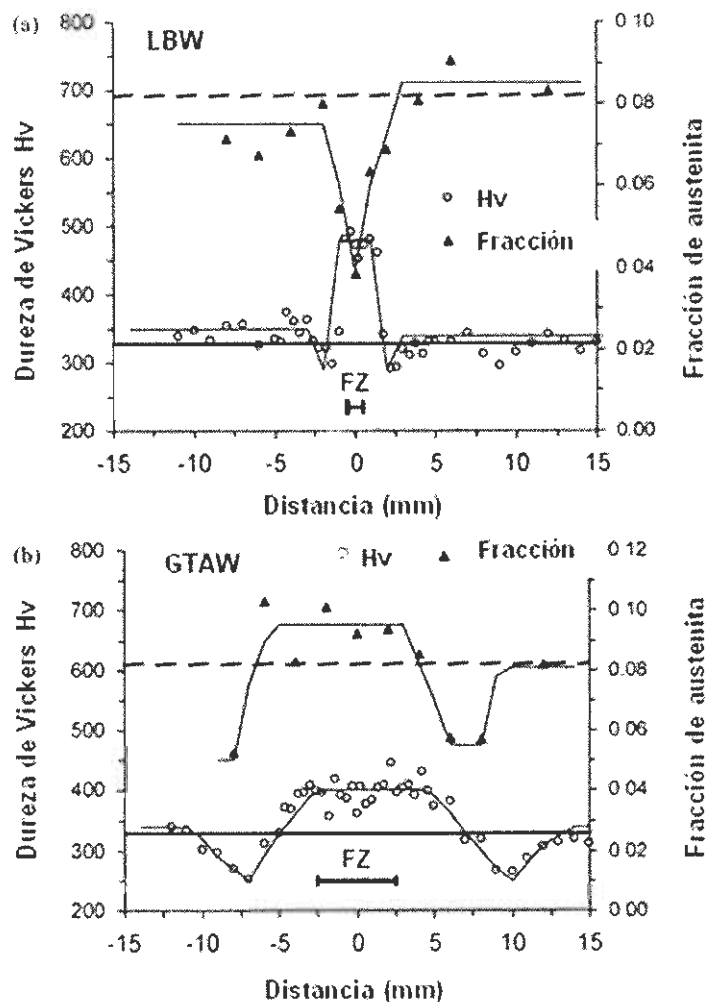 (a)
800
700
600
500
400
300
200
LBW
0.10
0.08
0.06
0.04
0.02
0.00
Hv
Fracción
FZ
Dureza de Vickers Hv
Fracción de austenita
-15 -10 -5 0 5 10 15
Distancia (mm)
(b)
800
700
600
500
400
300
200
GTAW
Hv
Fracción
0 12
0 10
0 08
0 06
0 04
0 02
0 00
FZ
Dureza de Vickers Hv
Fracción de austenita
-15 -10 -5 0 5 10 15
Distancia (mm)